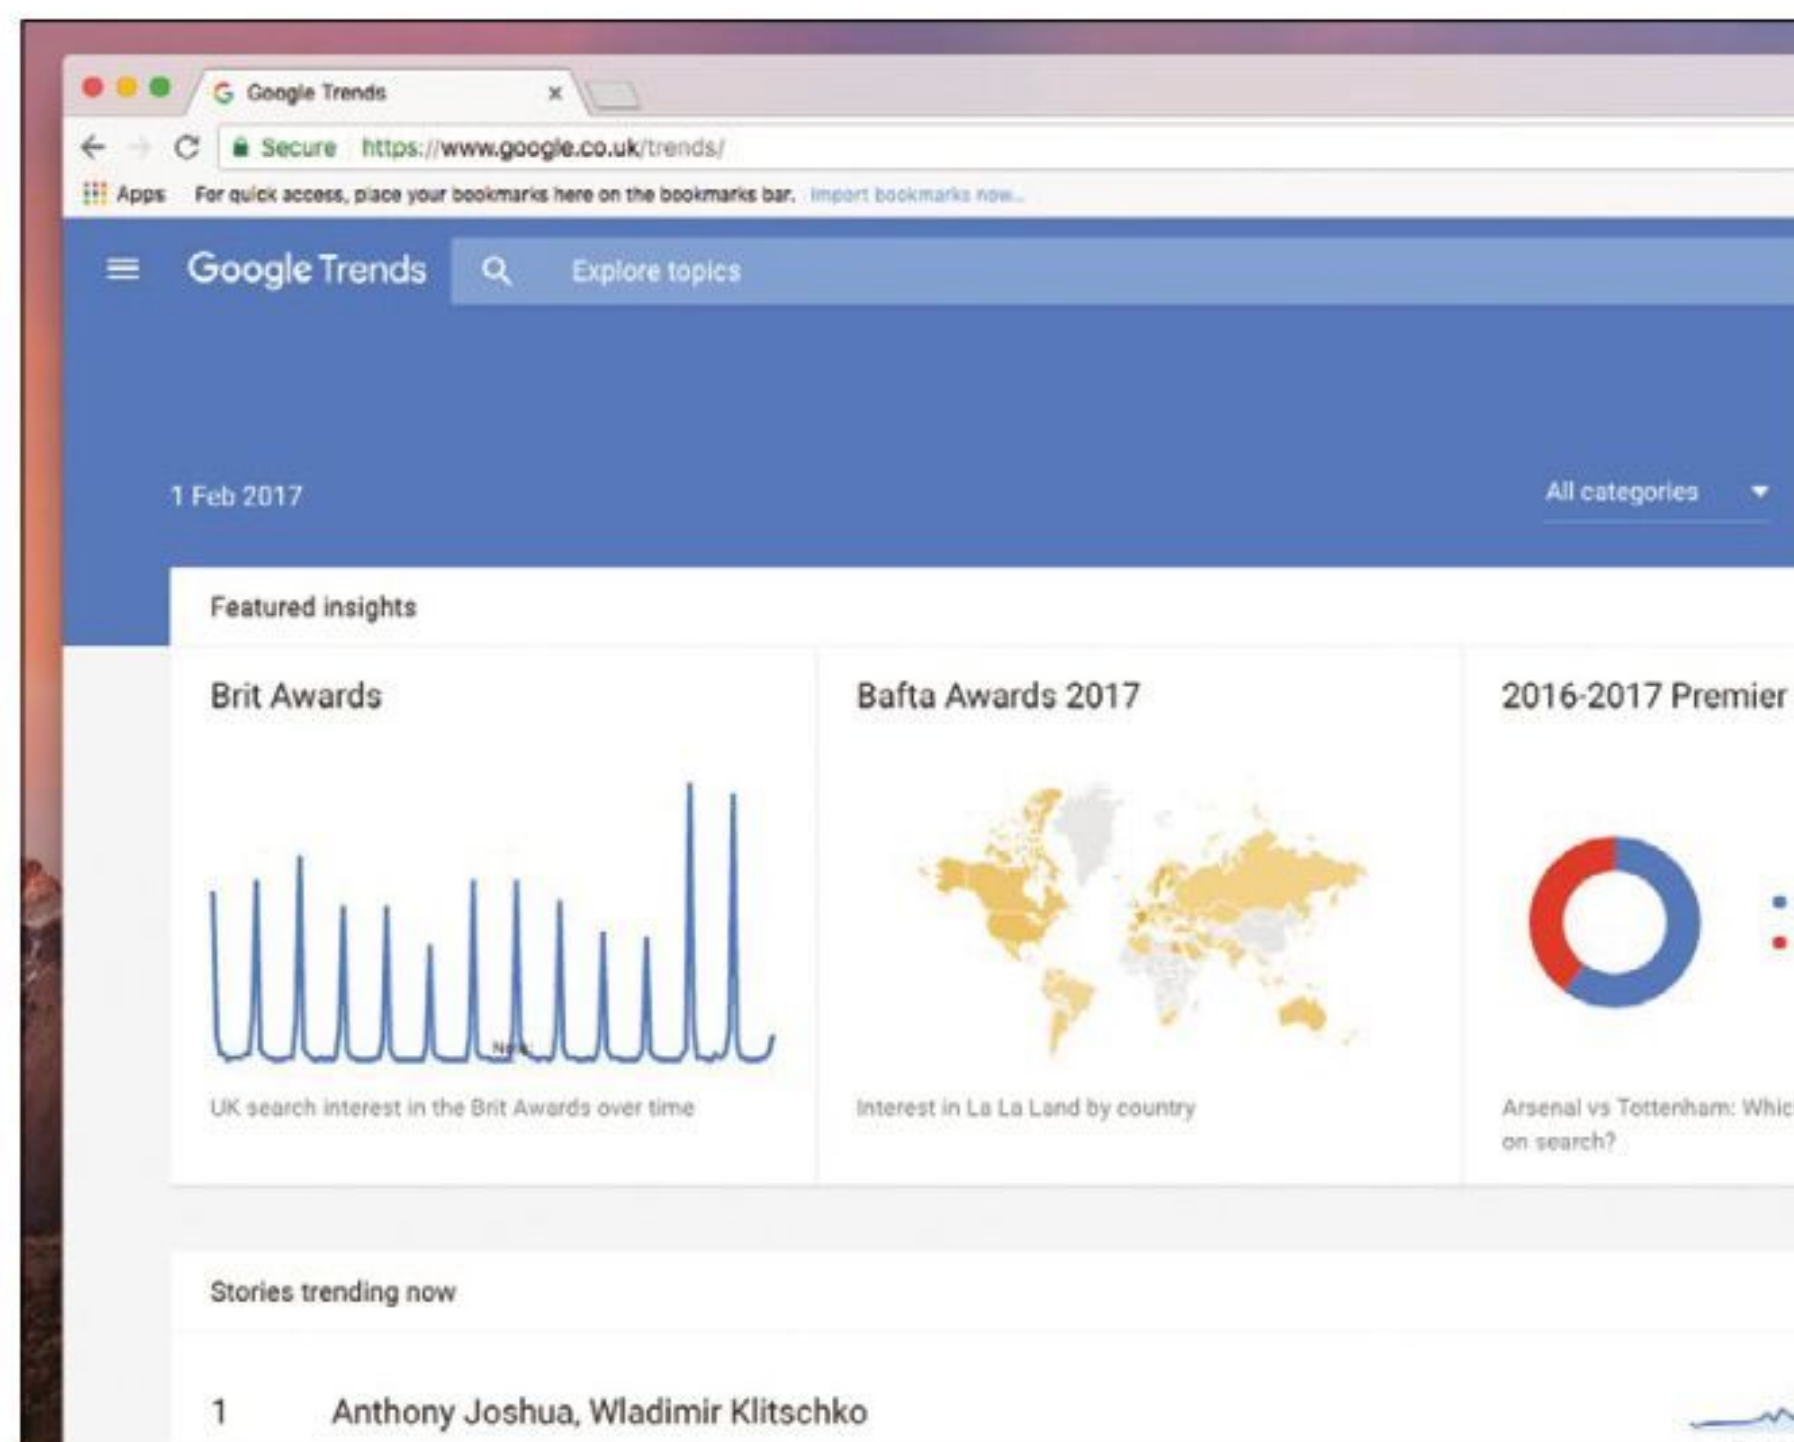 Google Trends
Secure https://www.google.co.uk/trends/
Apps For quick access, place your bookmarks here on the bookmarks bar. Import bookmarks now...
Google Trends Explore topics
1 Feb 2017 All categories
Featured insights
Brit Awards
UK search interest in the Brit Awards over time
Bafta Awards 2017
Interest in La La Land by country
2016-2017 Premier
Arsenal vs Tottenham:
on search?
Stories trending now
1 Anthony Joshua, Wladimir Klitschko